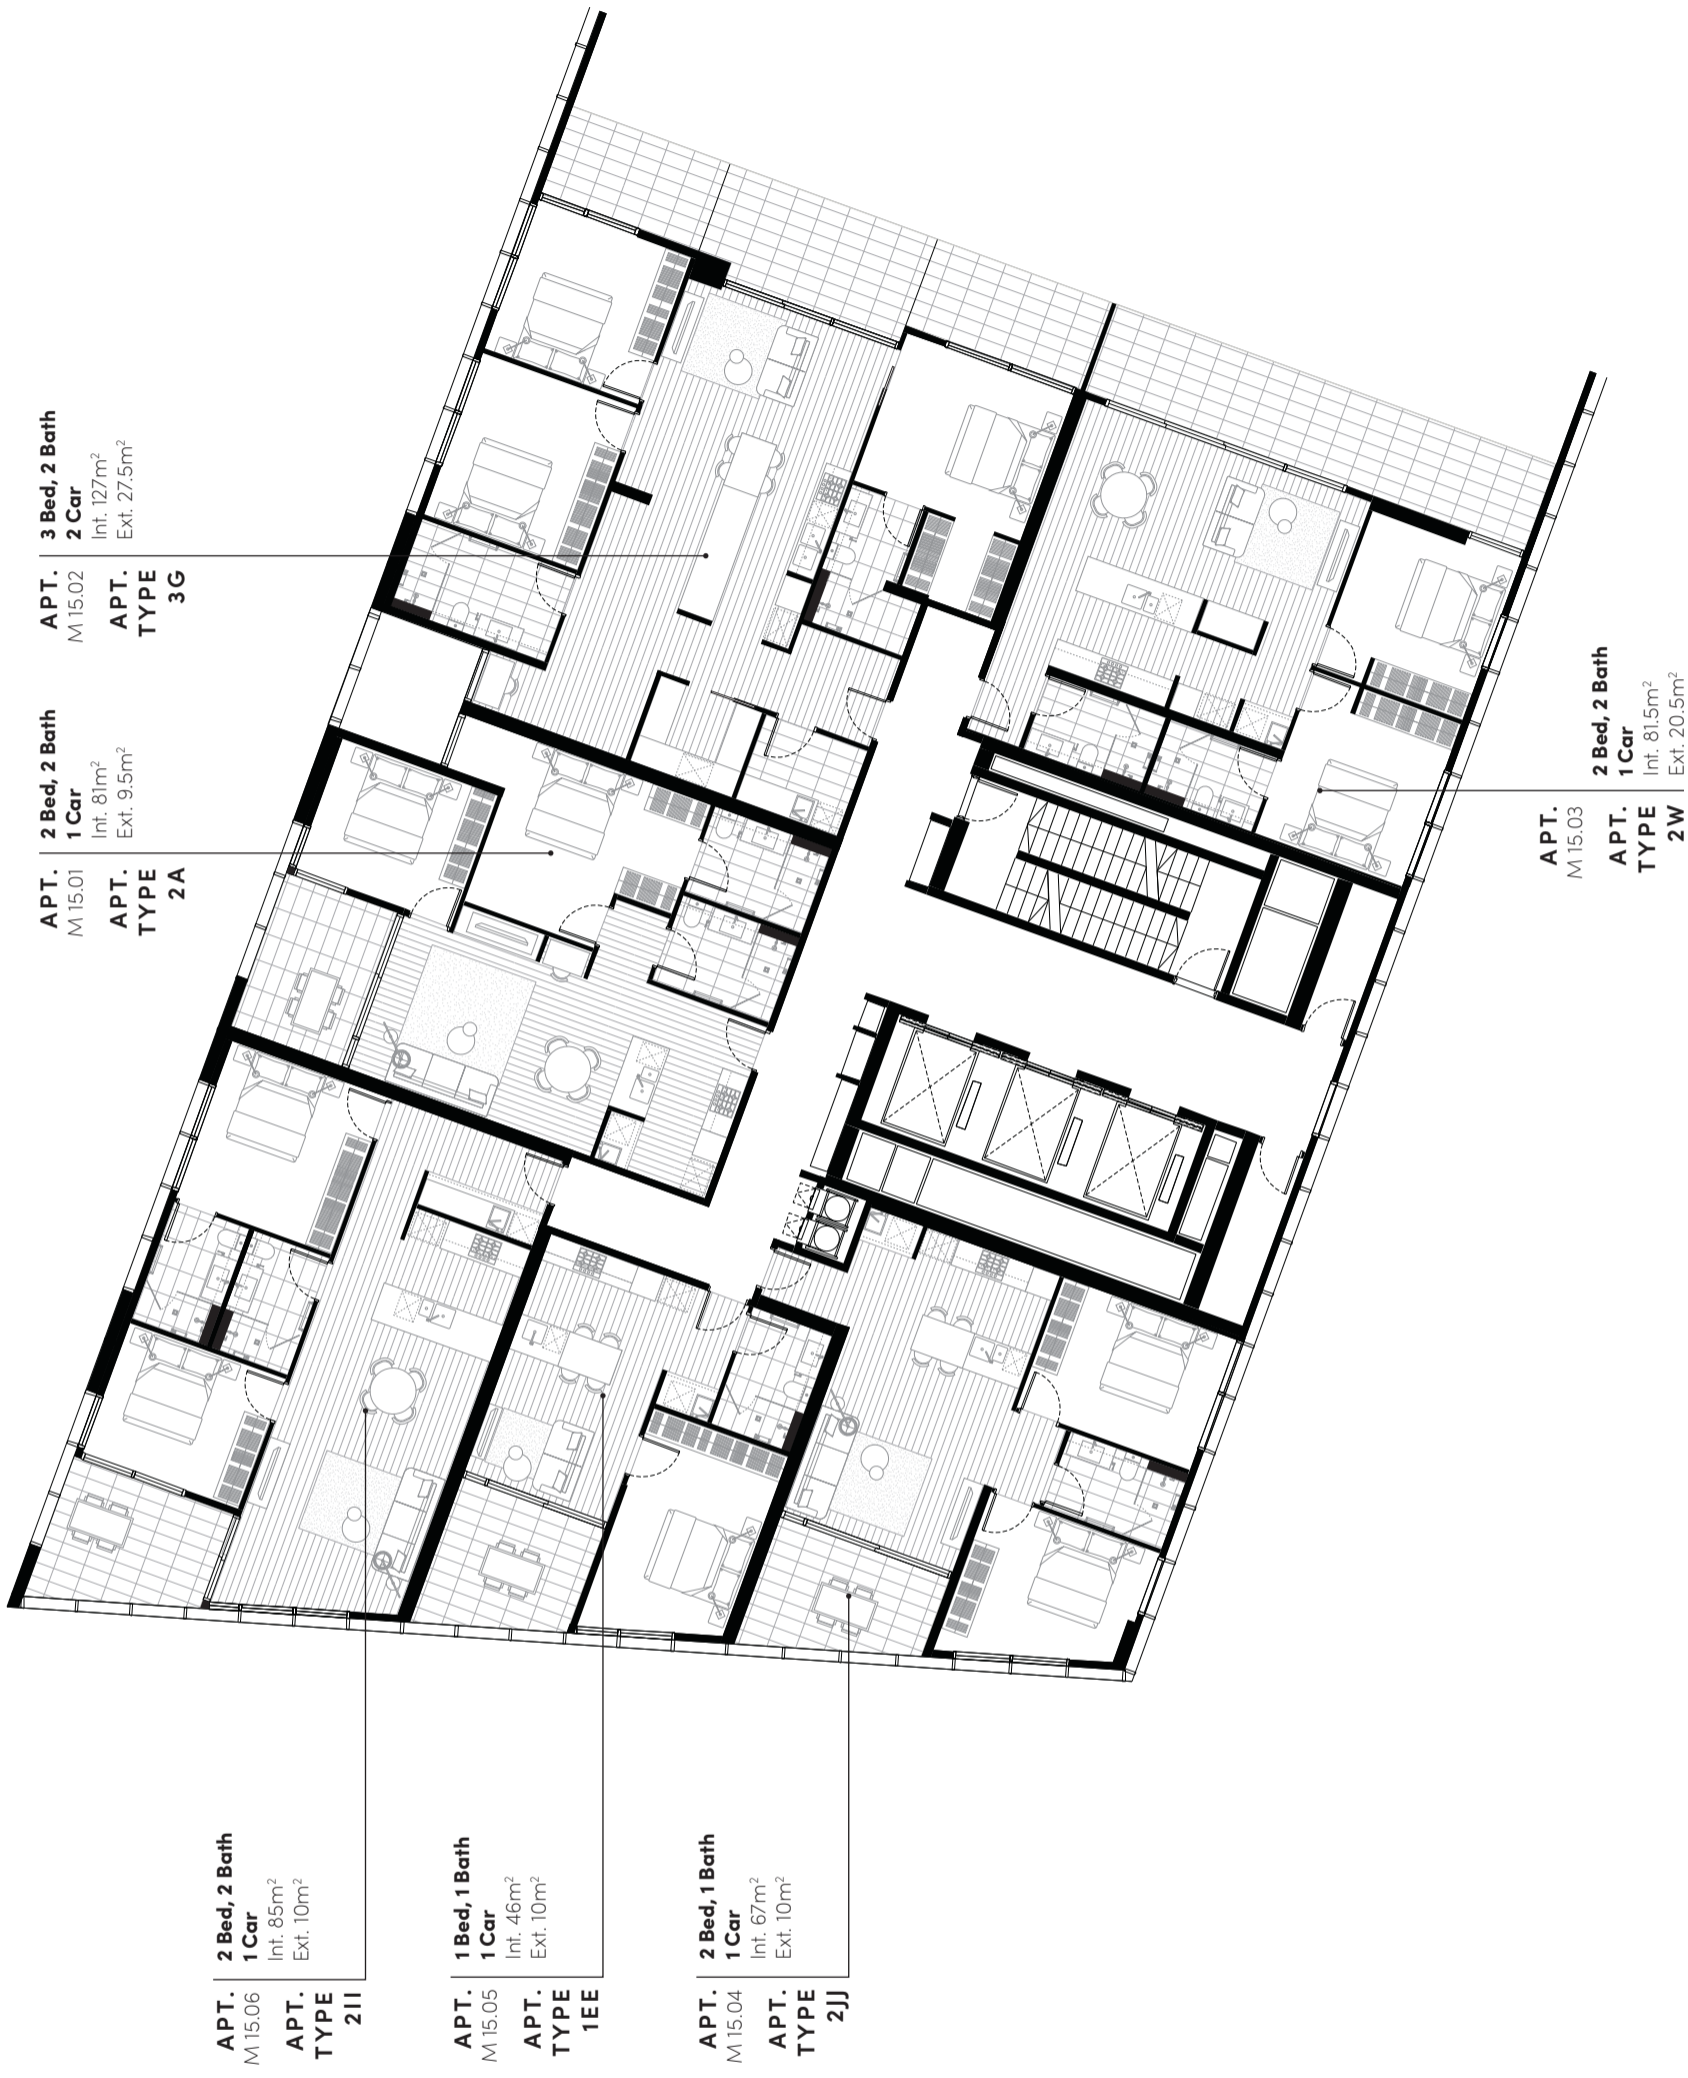 APT.
M 15.02
APT.
TYPE
3G
3 Bed, 2 Bath
2 Car
Int. 127m²
Ext. 27.5m²
APT.
M 15.01
APT.
TYPE
2A
2 Bed, 2 Bath
1 Car
Int. 81m²
Ext. 9.5m²
APT.
M 15.03
APT.
TYPE
2W
2 Bed, 2 Bath
1 Car
Int. 81.5m²
Ext. 20.5m²
APT.
M 15.06
APT.
TYPE
2II
2 Bed, 2 Bath
1 Car
Int. 85m²
Ext. 10m²
APT.
M 15.05
APT.
TYPE
1EE
1 Bed, 1 Bath
1 Car
Int. 46m²
Ext. 10m²
APT.
M 15.04
APT.
TYPE
2JJ
2 Bed, 1 Bath
1 Car
Int. 67m²
Ext. 10m²